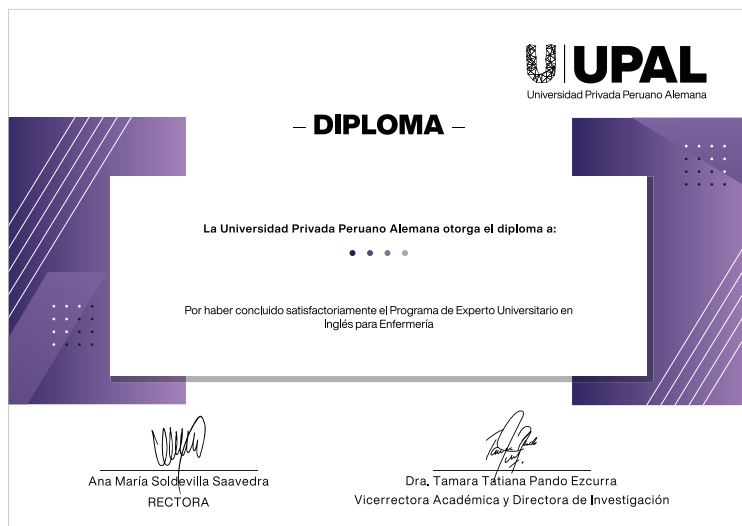 UPAL
Universidad Privada Peruano Alemana
– DIPLOMA –
La Universidad Privada Peruano Alemana otorga el diploma a:
Por haber concluido satisfactoriamente el Programa de Experto Universitario en
Inglés para Enfermería
Ana María Soldevilla Saavedra
RECTORA
Dra. Tamara Tatiana Pando Ezcurra
Vicerrectora Académica y Directora de Investigación